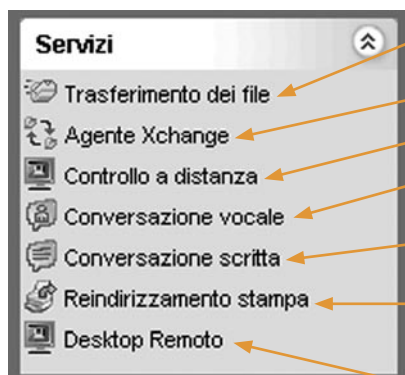 Servizi
Trasferimento dei file
Agente Xchange
Controllo a distanza
Conversazione vocale
Conversazione scritta
Reindirizzamento stampa
Desktop Remoto